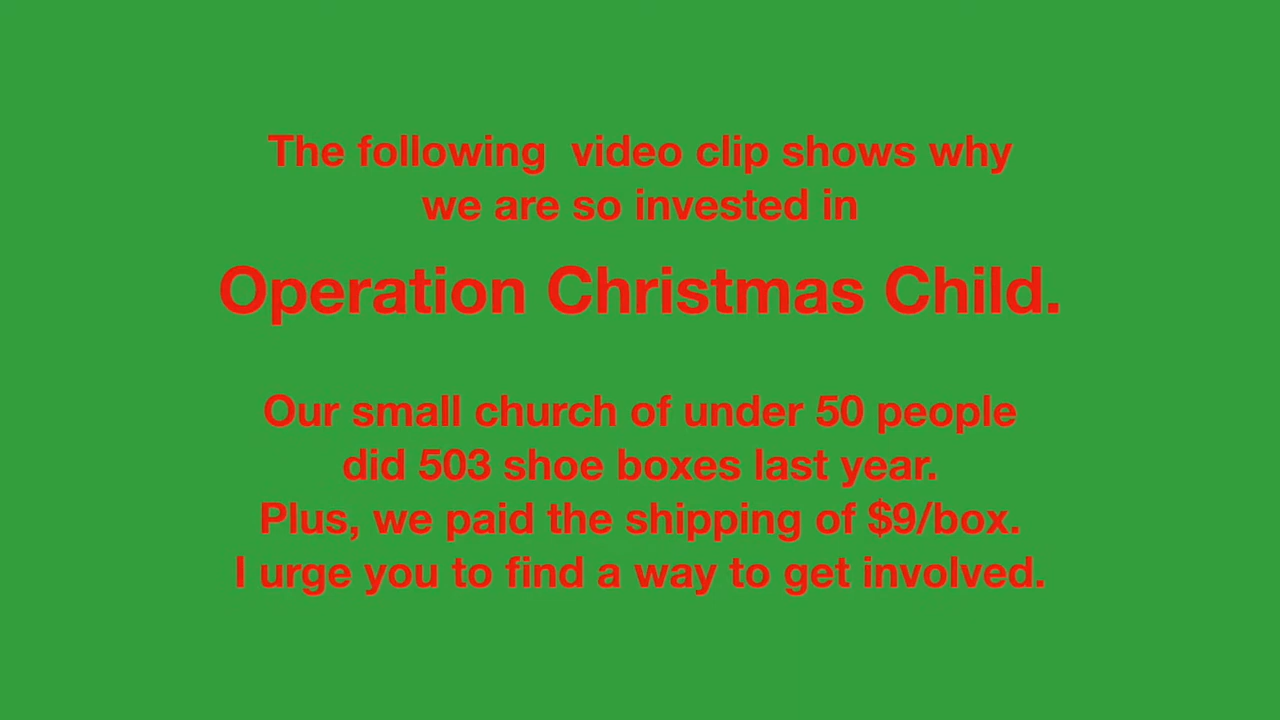 The following  video clip shows why
we are so invested in
Operation Christmas Child.
Our small church of under 50 people
did 503 shoe boxes last year.
Plus, we paid the shipping of $9/box.
I urge you to find a way to get involved.